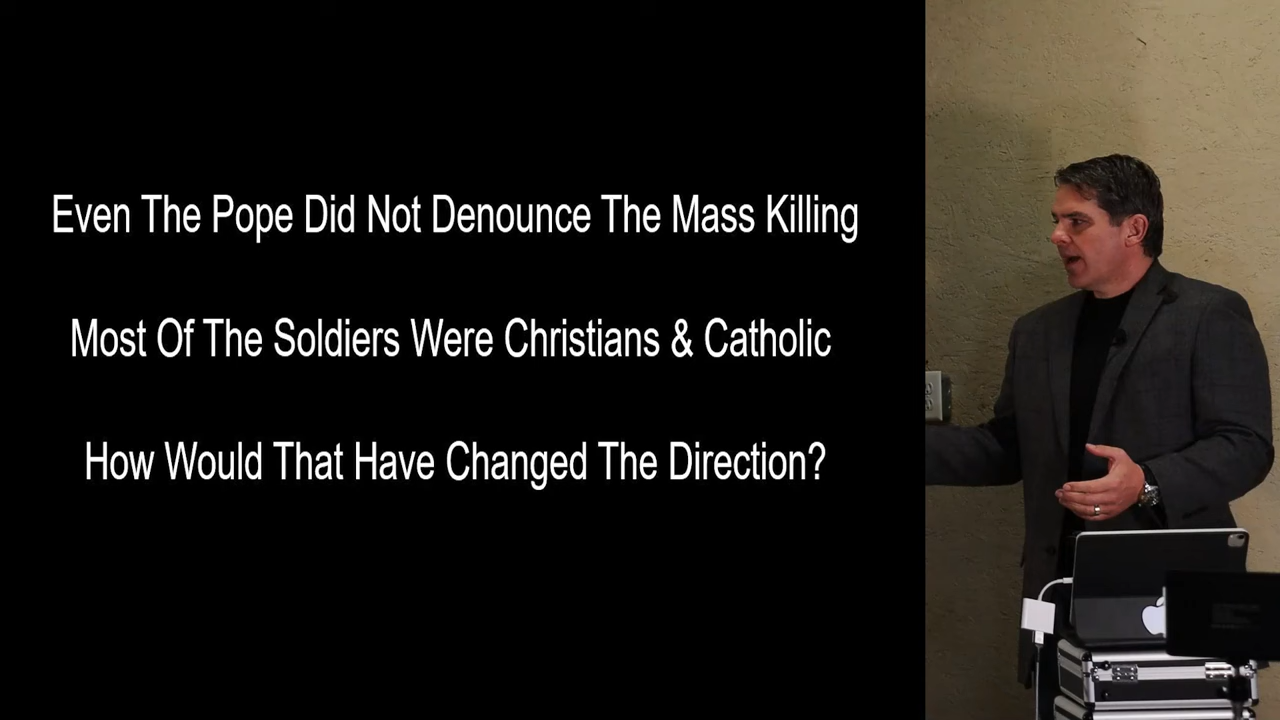 Even The Pope Did Not Denounce The Mass Killing
Most Of The Soldiers Were Christians & Catholic
How Would That Have Changed The Direction?